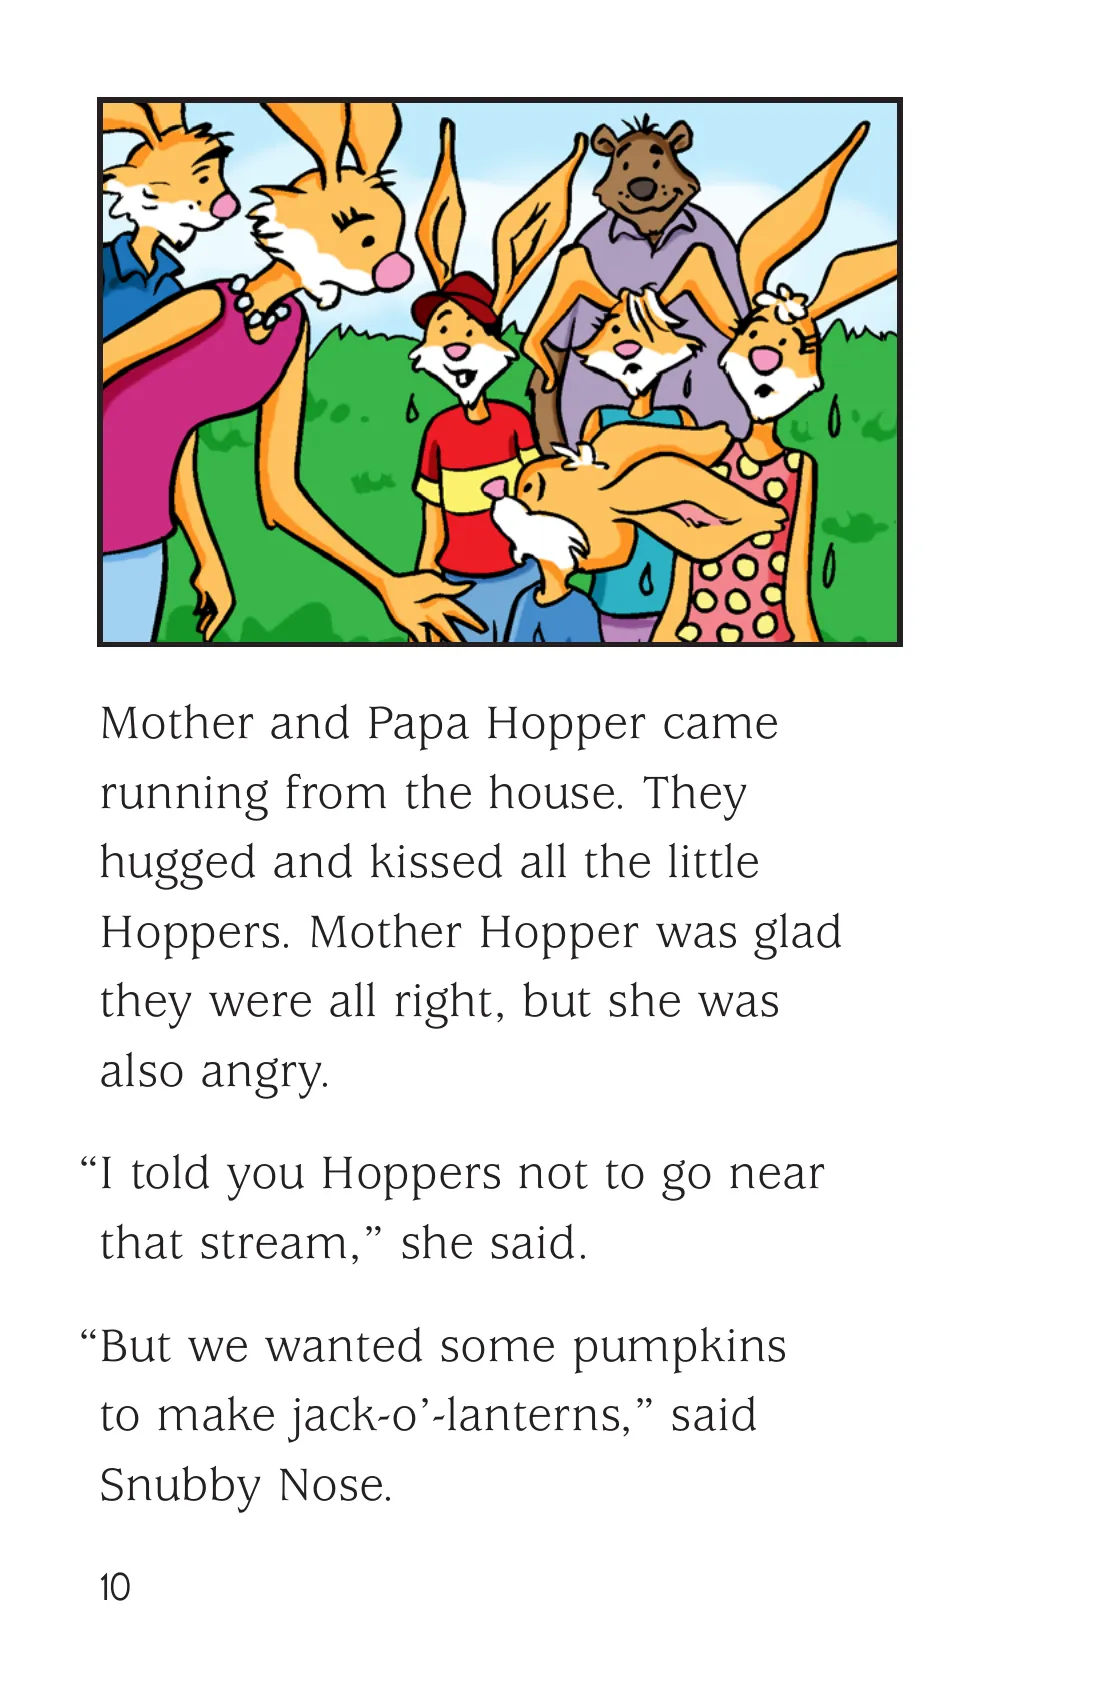 Mother and Papa Hopper came
running from the house. They
hugged and kissed all the little
Hoppers. Mother Hopper was glad
they were all right, but she was
also angry.
“I told you Hoppers not to go near
that stream,” she said.
“But we wanted some pumpkins
to make jack-o’-lanterns,” said
Snubby Nose.
10